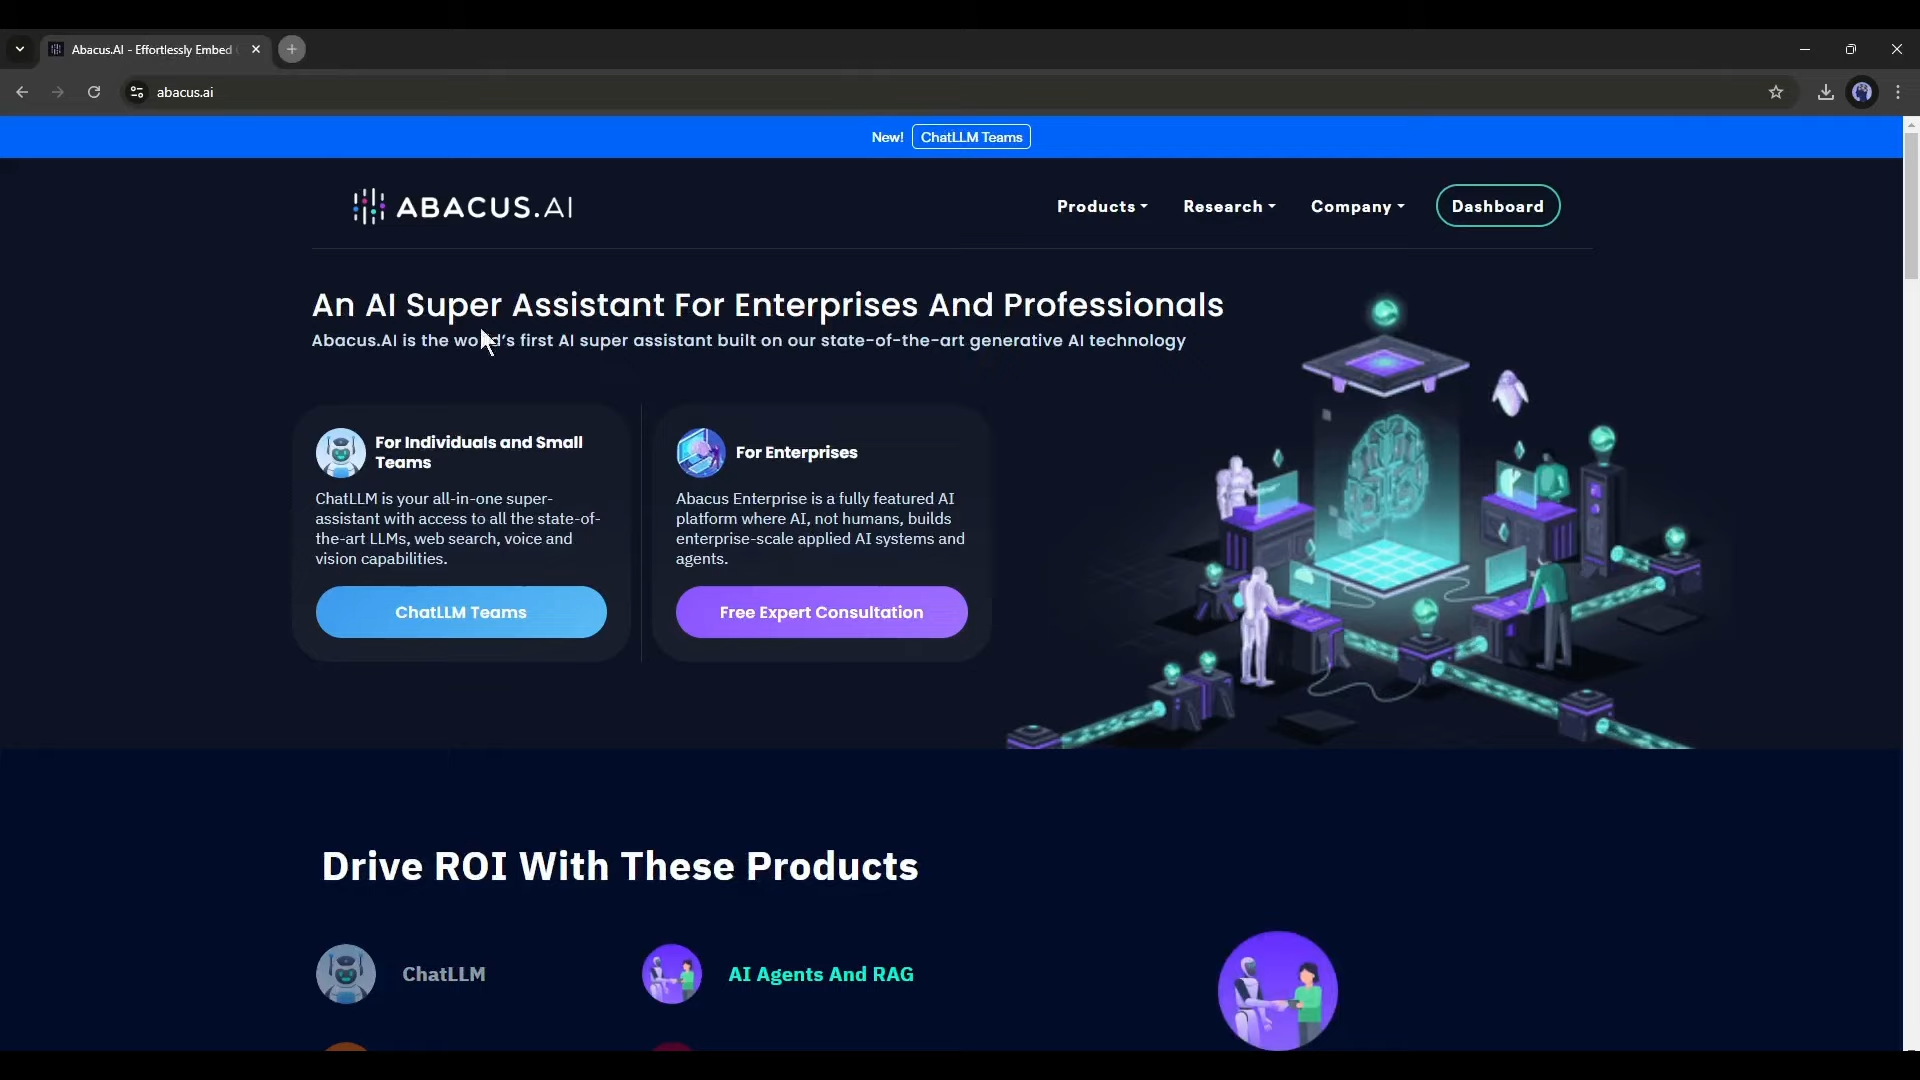 Abacus.AI - Effortlessly Embed
abacus.ai
New! ChatLLM Teams
ABACUS.AI
Products
Research
Company
Dashboard
An AI Super Assistant For Enterprises And Professionals
Abacus.AI is the world's first AI super assistant built on our state-of-the-art generative AI technology
For Individuals and Small
Teams
ChatLLM is your all-in-one super-
assistant with access to all the state-of-
the-art LLMs, web search, voice and
vision capabilities.
ChatLLM Teams
For Enterprises
Abacus Enterprise is a fully featured AI
platform where AI, not humans, builds
enterprise-scale applied AI systems and
agents.
Free Expert Consultation
Drive ROI With These Products
ChatLLM
AI Agents And RAG